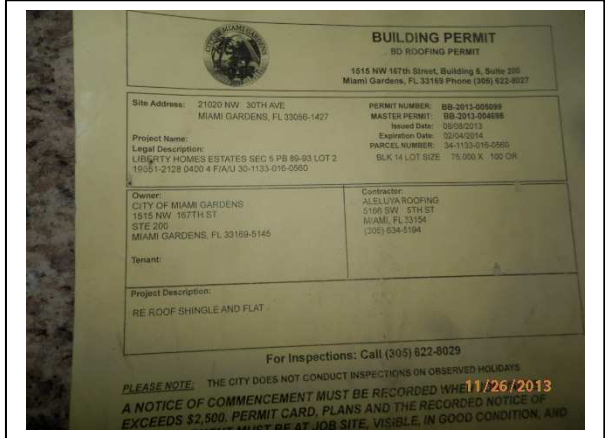 CITY OF MIAMI GARDENS
BUILDING PERMIT
BD ROOFING PERMIT
1515 NW 167th Street, Building 5, Suite 200
Miami Gardens, FL 33169 Phone (305) 622-8027
Site Address: 21020 NW 30TH AVE
MIAMI GARDENS, FL 33056-1427
Project Name:
Legal Description:
LIBERTY HOMES ESTATES SEC 5 PB 89-93 LOT 2
19551-2128 0400 4 F/A/U 30-1133-016-0560
PERMIT NUMBER: BB-2013-005099
MASTER PERMIT: BB-2013-004698
Issued Date: 08/08/2013
Expiration Date: 02/04/2014
PARCEL NUMBER: 34-1133-016-0560
BLK 14 LOT SIZE 75.000 X 100 OR
Owner:
CITY OF MIAMI GARDENS
1515 NW 167TH ST
STE 200
MIAMI GARDENS, FL 33169-5145
Tenant:
Contractor:
ALELUYA ROOFING
5166 SW 5TH ST
MIAMI, FL 33154
(305) 634-5194
Project Description:
RE ROOF SHINGLE AND FLAT
For Inspections: Call (305) 622-8029
PLEASE NOTE: THE CITY DOES NOT CONDUCT INSPECTIONS ON OBSERVED HOLIDAYS
11/26/2013
A NOTICE OF COMMENCEMENT MUST BE RECORDED WHEN
EXCEEDS $2,500. PERMIT CARD, PLANS AND THE RECORDED NOTICE OF
MUST BE AT JOB SITE, VISIBLE, IN GOOD CONDITION, AND